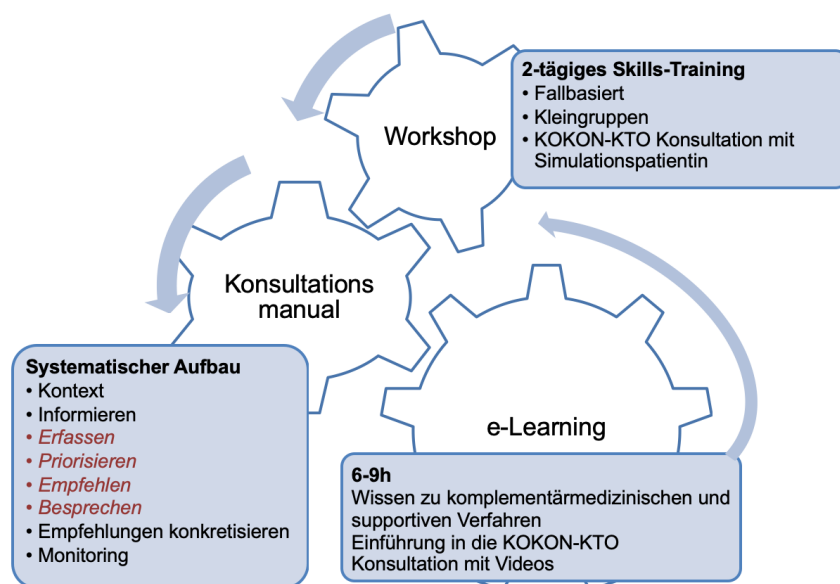 Workshop
2-tägiges Skills-Training
• Fallbasiert
• Kleingruppen
• KOKON-KTO Konsultation mit
Simulationspatientin
Konsultations
manual
Systematischer Aufbau
• Kontext
• Informieren
• Erfassen
• Priorisieren
• Empfehlen
• Besprechen
• Empfehlungen konkretisieren
• Monitoring
e-Learning
6-9h
Wissen zu komplementärmedizinischen und
supportiven Verfahren
Einführung in die KOKON-KTO
Konsultation mit Videos